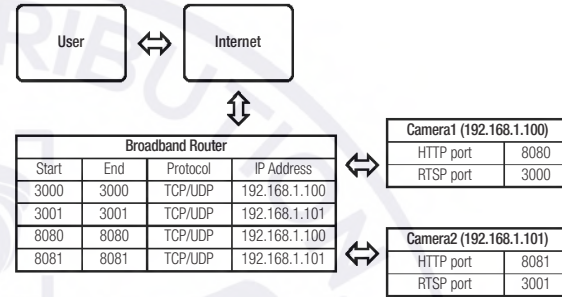 User
Internet
Broadband Router
Start End Protocol IP Address
3000 3000 TCP/UDP 192.168.1.100
3001 3001 TCP/UDP 192.168.1.101
8080 8080 TCP/UDP 192.168.1.100
8081 8081 TCP/UDP 192.168.1.101
Camera1 (192.168.1.100)
HTTP port 8080
RTSP port 3000
Camera2 (192.168.1.101)
HTTP port 8081
RTSP port 3001